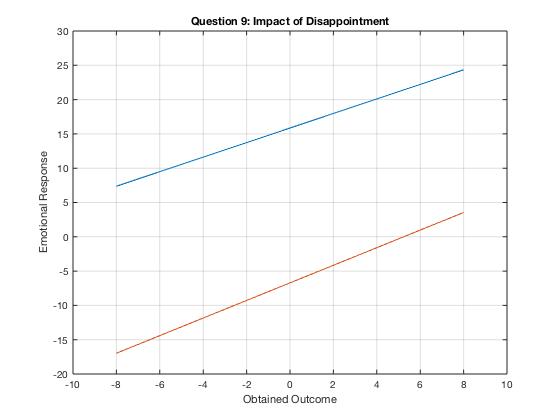 Question 9: Impact of Disappointment
30
25
20
15
10
5
0
-5
-10
-15
-20
Emotional Response
-10 -8 -6 -4 -2 0 2 4 6 8 10
Obtained Outcome